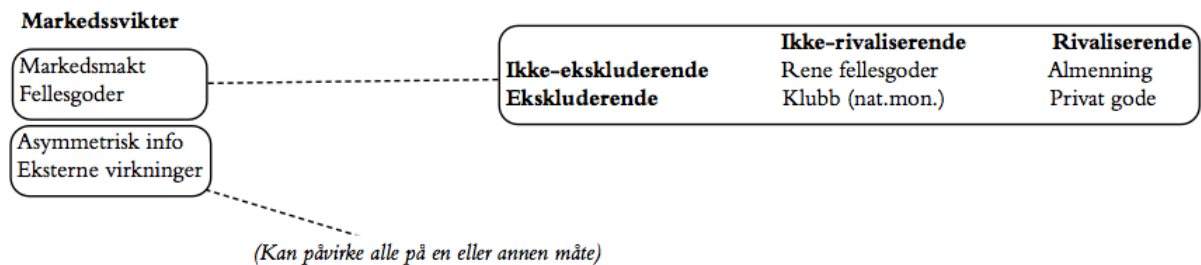 Markedssvikter
Markedsmakt
Fellesgoder
Asymmetrisk info
Eksterne virkninger
(Kan påvirke alle på en eller annen måte)
Ikke-rivaliserende Rivaliserende
Ikke-ekskluderende Rene fellesgoder Almenning
Ekskluderende Klubb (nat.mon.) Privat gode